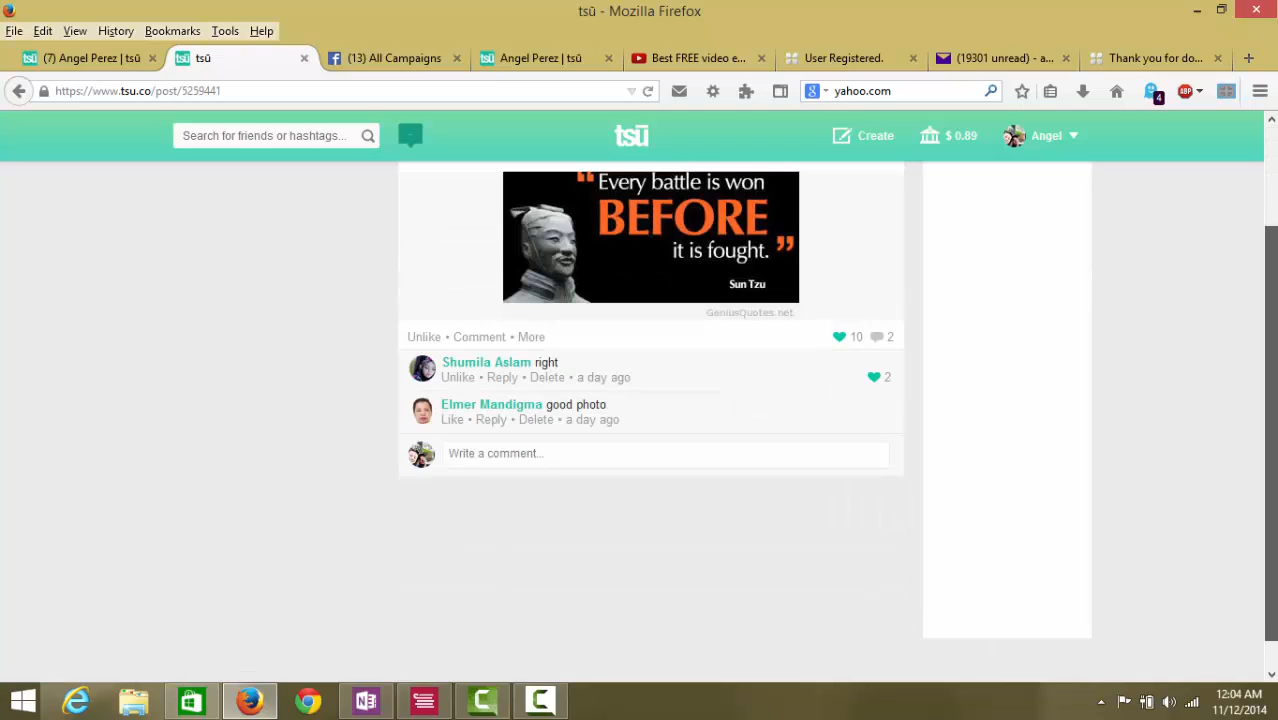 tsū - Mozilla Firefox
File Edit View History Bookmarks Tools Help
(7) Angel Perez | tsū
tsū
(13) All Campaigns
Angel Perez | tsū
Best FREE video e...
User Registered.
(19301 unread) - a...
Thank you for do...
https://www.tsu.co/post/5259441
yahoo.com
4
Search for friends or hashtags...
tsū
Create
$ 0.89
Angel
“Every battle is won
BEFORE
it is fought.”
Sun Tzu
GeniusQuotes.net
Unlike • Comment • More
10
2
Shumila Aslam right
Unlike • Reply • Delete • a day ago
2
Elmer Mandigma good photo
Like • Reply • Delete • a day ago
Write a comment...
12:04 AM
11/12/2014